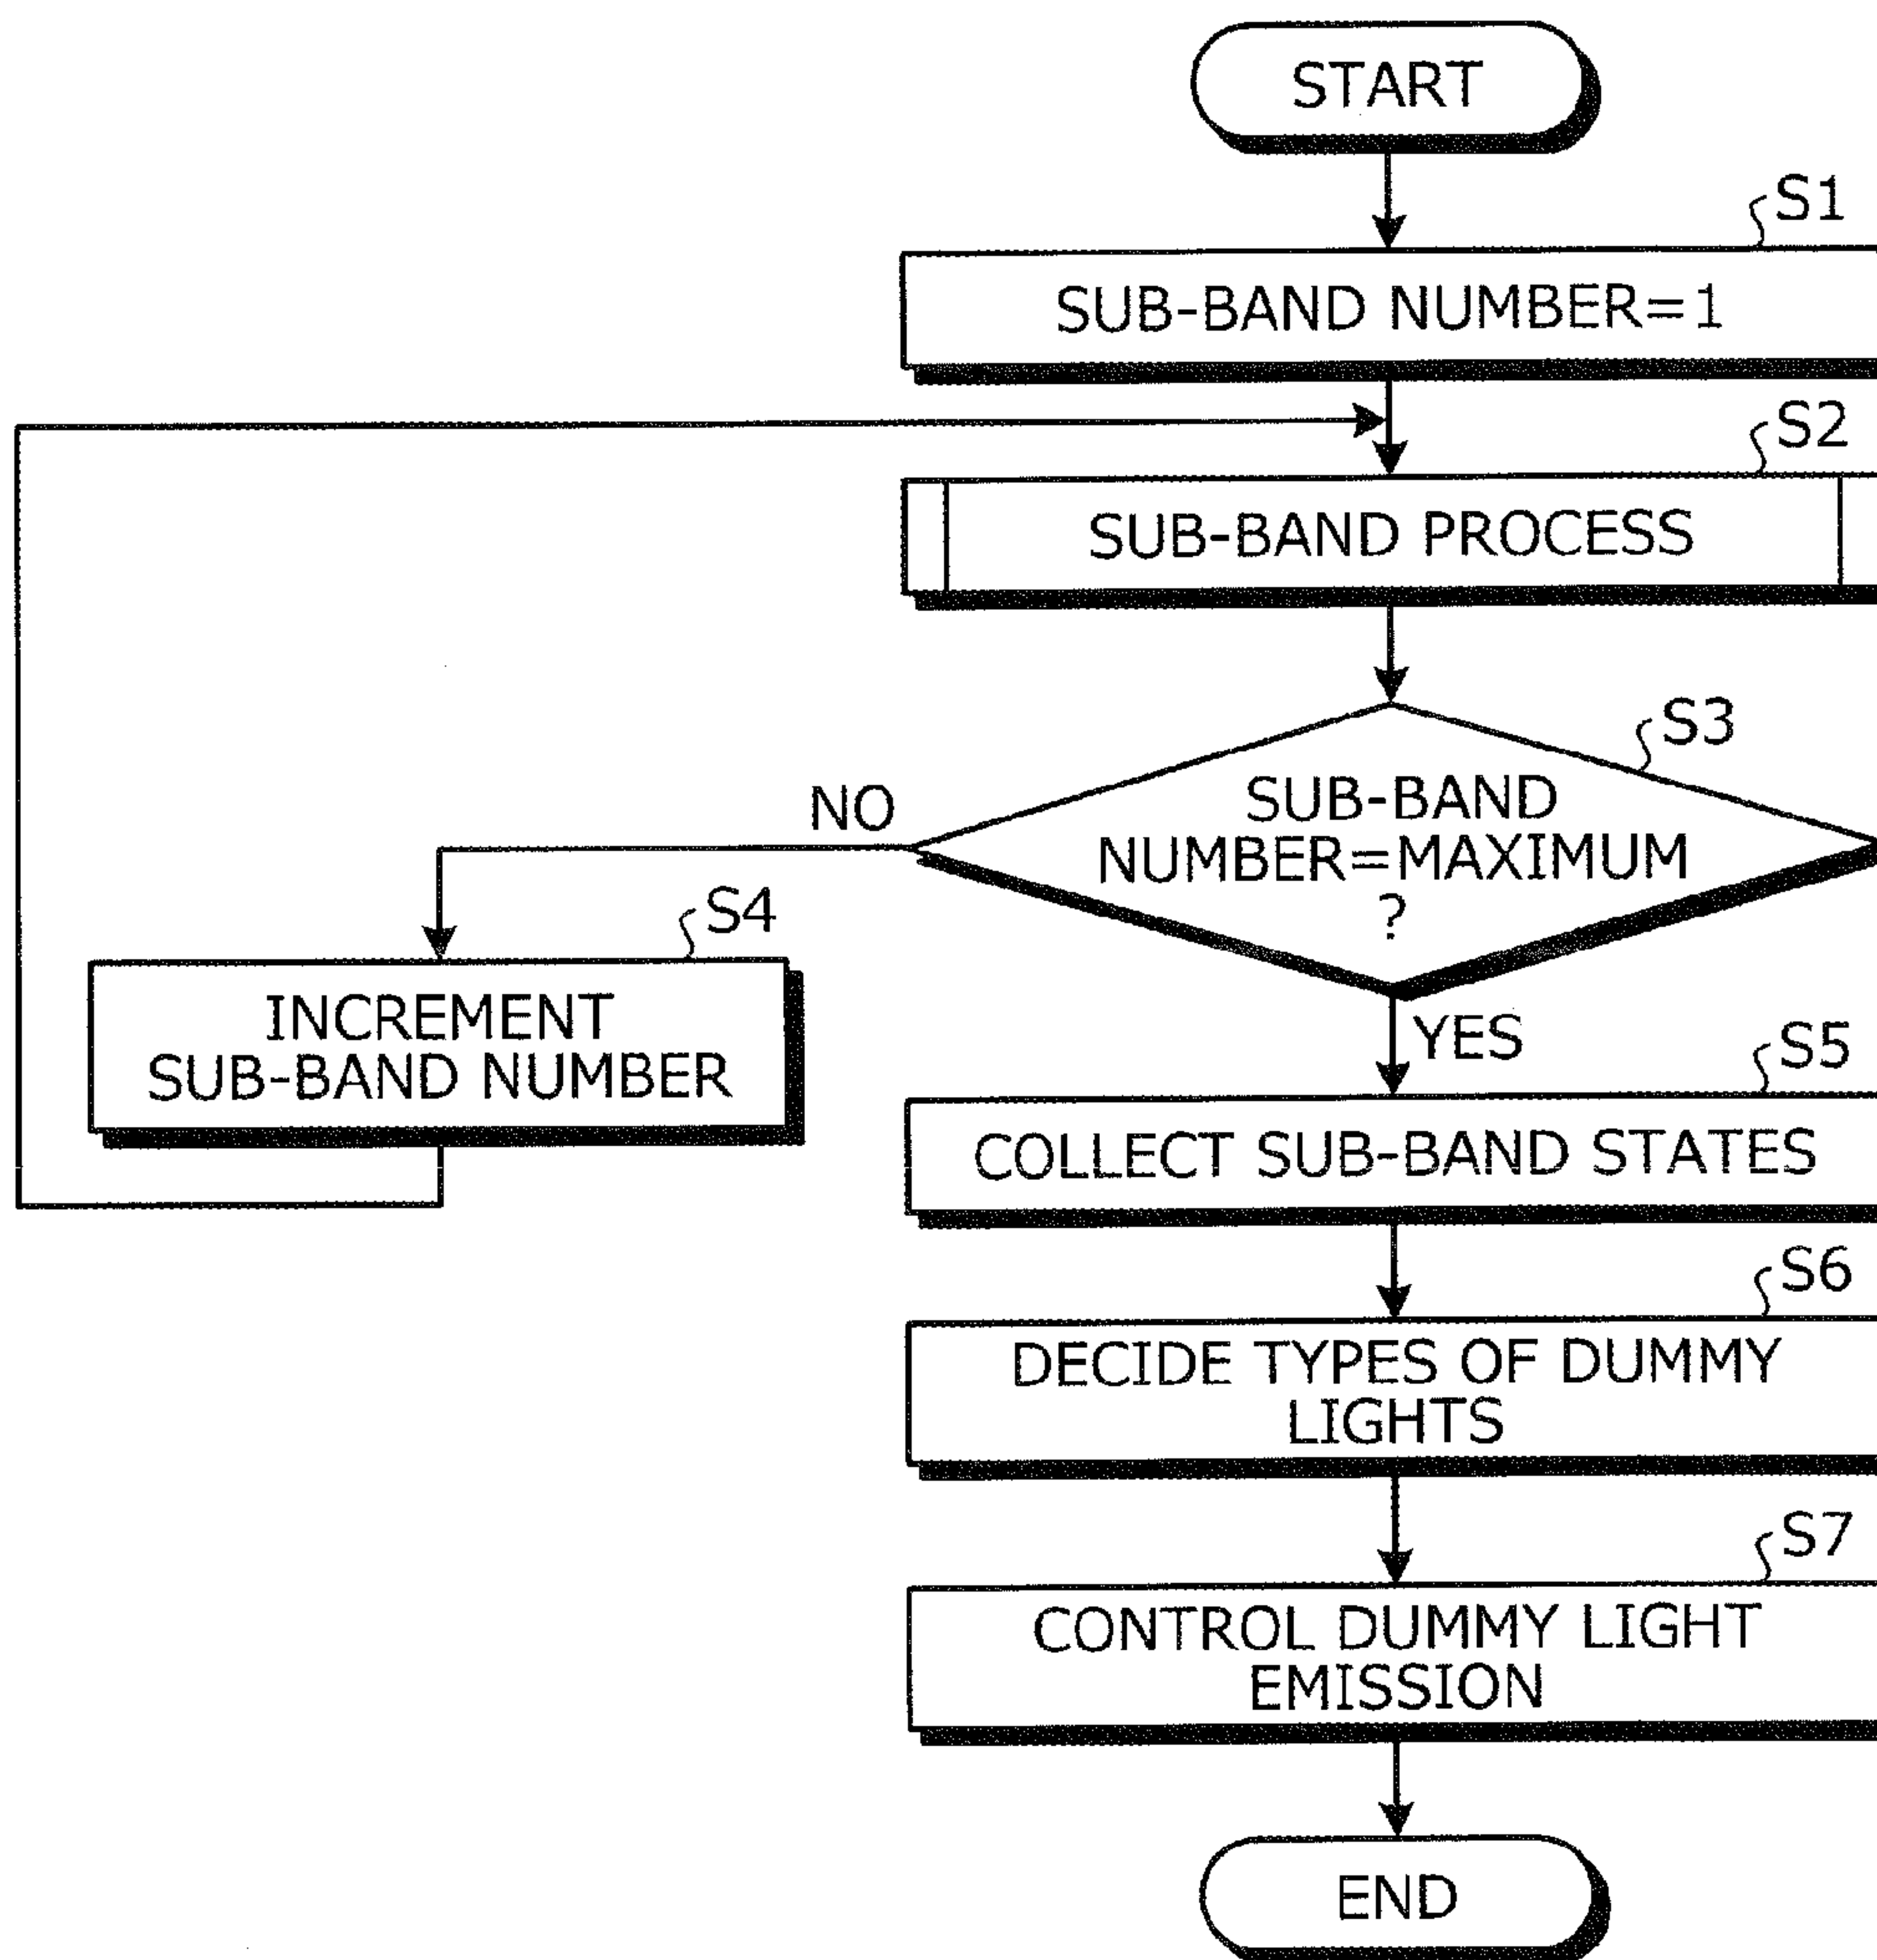 START
S1
SUB-BAND NUMBER=1
S2
SUB-BAND PROCESS
S3
SUB-BAND
NUMBER=MAXIMUM
?
NO
S4
INCREMENT
SUB-BAND NUMBER
YES
S5
COLLECT SUB-BAND STATES
S6
DECIDE TYPES OF DUMMY
LIGHTS
S7
CONTROL DUMMY LIGHT
EMISSION
END